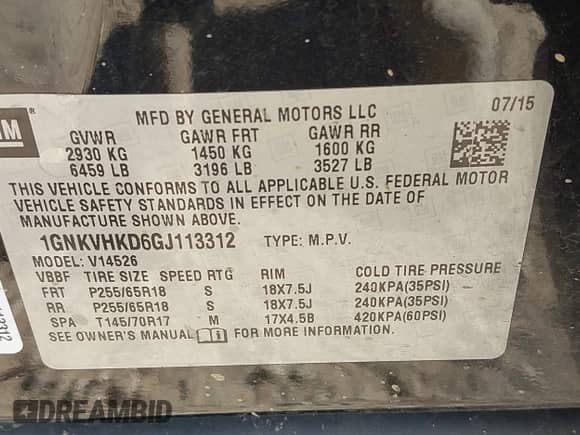 GM ®
MFD BY GENERAL MOTORS LLC 07/15
GVWR GAWR FRT GAWR RR
2930 KG 1450 KG 1600 KG
6459 LB 3196 LB 3527 LB
THIS VEHICLE CONFORMS TO ALL APPLICABLE U.S. FEDERAL MOTOR
VEHICLE SAFETY STANDARDS IN EFFECT ON THE DATE OF
MANUFACTURE SHOWN ABOVE.
1GNKVHKD6GJ113312 TYPE: M.P.V.
MODEL: V14526
VBBF TIRE SIZE SPEED RTG RIM COLD TIRE PRESSURE
FRT P255/65R18 S 18X7.5J 240KPA(35PSI)
RR P255/65R18 S 18X7.5J 240KPA(35PSI)
SPA T145/70R17 M 17X4.5B 420KPA(60PSI)
SEE OWNER'S MANUAL FOR MORE INFORMATION.
DREAMBID